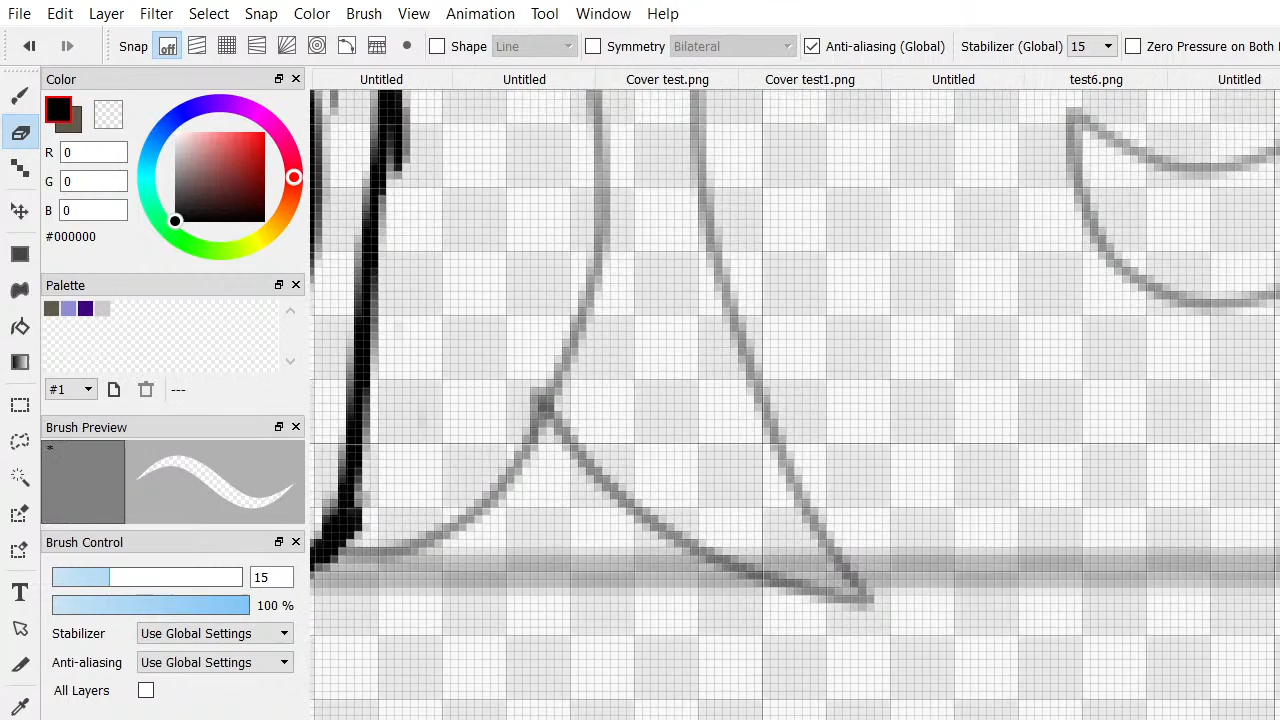 File Edit Layer Filter Select Snap Color Brush View Animation Tool Window Help
Snap off Shape Line Symmetry Bilateral Anti-aliasing (Global) Stabilizer (Global) 15 Zero Pressure on Both
Color
Untitled Untitled Cover test.png Cover test1.png Untitled test6.png Untitled
R 0
G 0
B 0
#000000
Palette
#1 ---
Brush Preview
*
Brush Control
15
100 %
Stabilizer Use Global Settings
Anti-aliasing Use Global Settings
All Layers
T